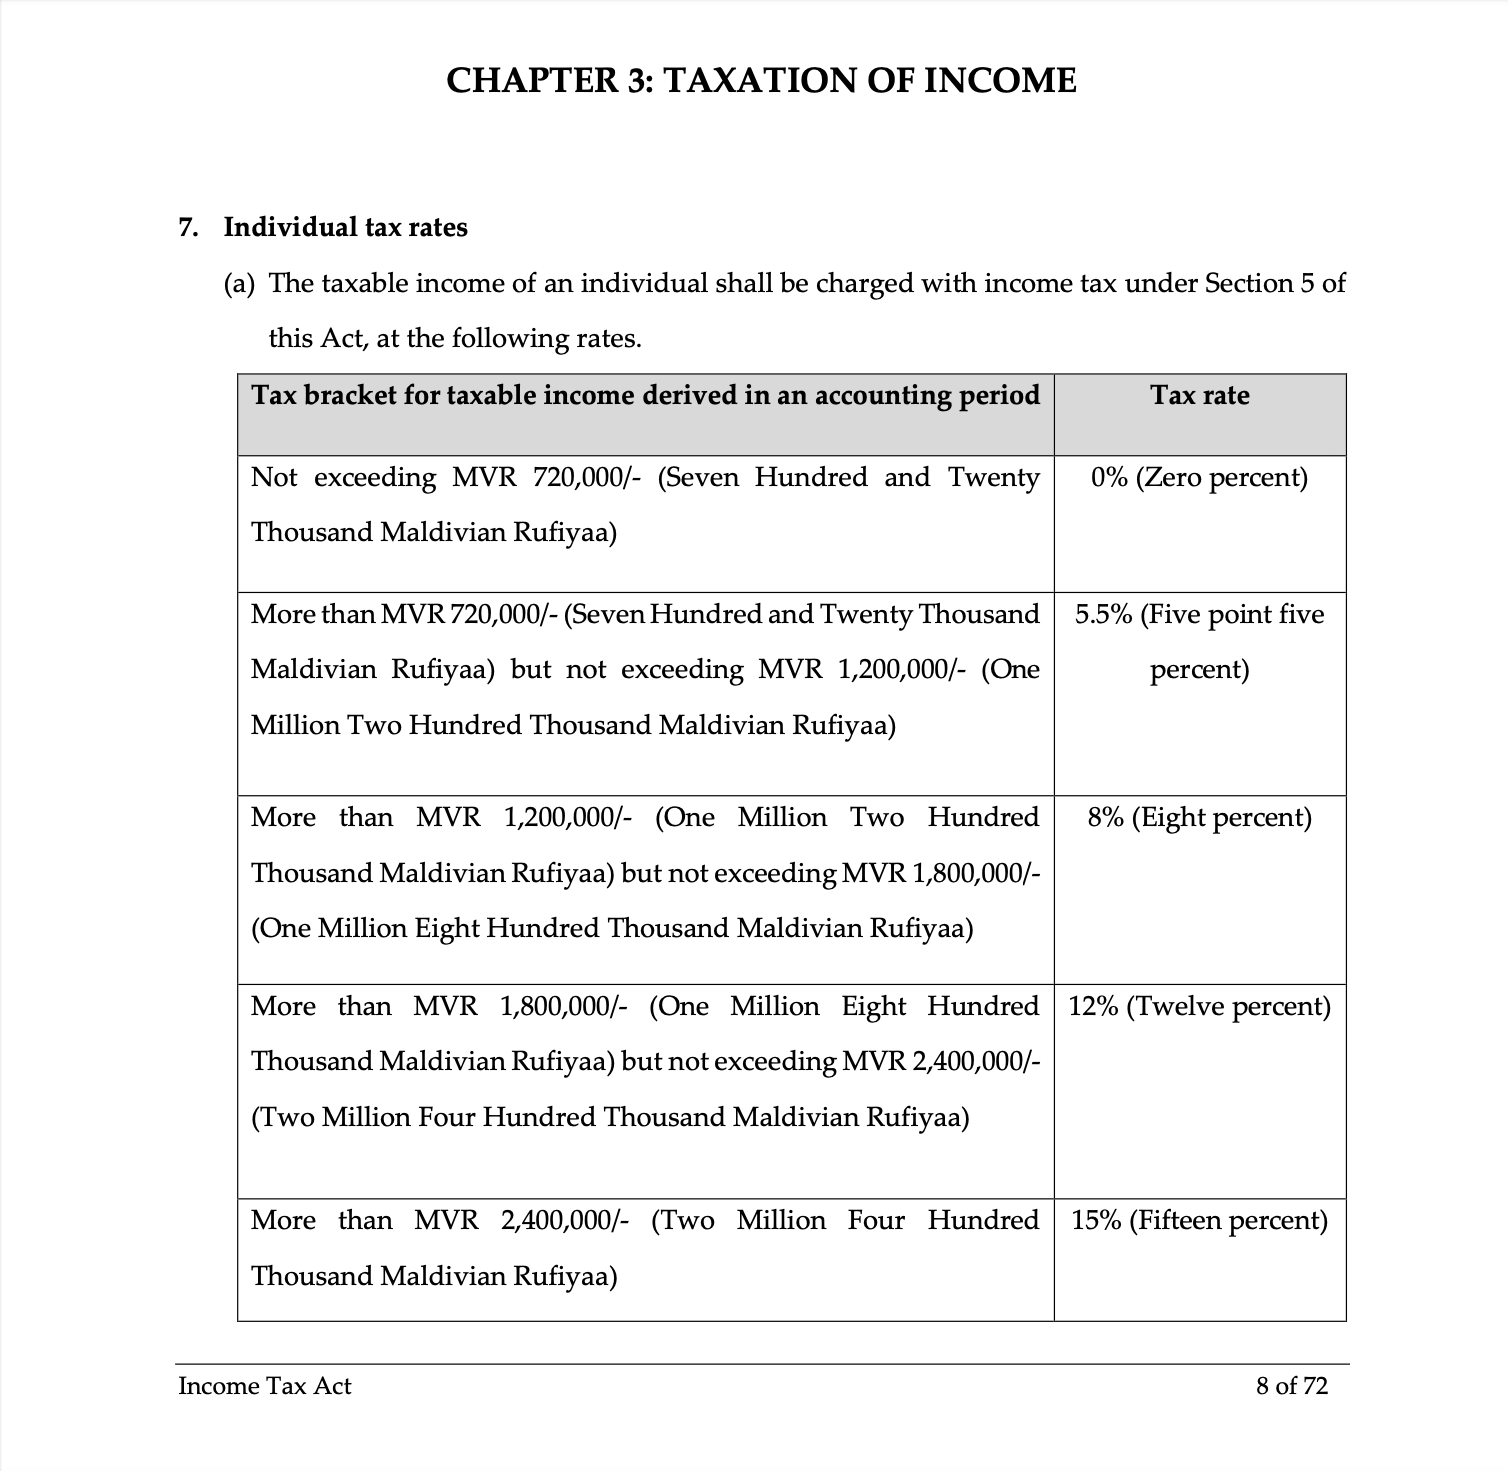 CHAPTER 3: TAXATION OF INCOME
7. Individual tax rates
(a) The taxable income of an individual shall be charged with income tax under Section 5 of
this Act, at the following rates.
Tax bracket for taxable income derived in an accounting period
Tax rate
Not exceeding MVR 720,000/- (Seven Hundred and Twenty
Thousand Maldivian Rufiyaa)
0% (Zero percent)
More than MVR 720,000/- (Seven Hundred and Twenty Thousand
Maldivian Rufiyaa) but not exceeding MVR 1,200,000/- (One
Million Two Hundred Thousand Maldivian Rufiyaa)
5.5% (Five point five
percent)
More than MVR 1,200,000/- (One Million Two Hundred
Thousand Maldivian Rufiyaa) but not exceeding MVR 1,800,000/-
(One Million Eight Hundred Thousand Maldivian Rufiyaa)
8% (Eight percent)
More than MVR 1,800,000/- (One Million Eight Hundred
Thousand Maldivian Rufiyaa) but not exceeding MVR 2,400,000/-
(Two Million Four Hundred Thousand Maldivian Rufiyaa)
12% (Twelve percent)
More than MVR 2,400,000/- (Two Million Four Hundred
Thousand Maldivian Rufiyaa)
15% (Fifteen percent)
Income Tax Act
8 of 72